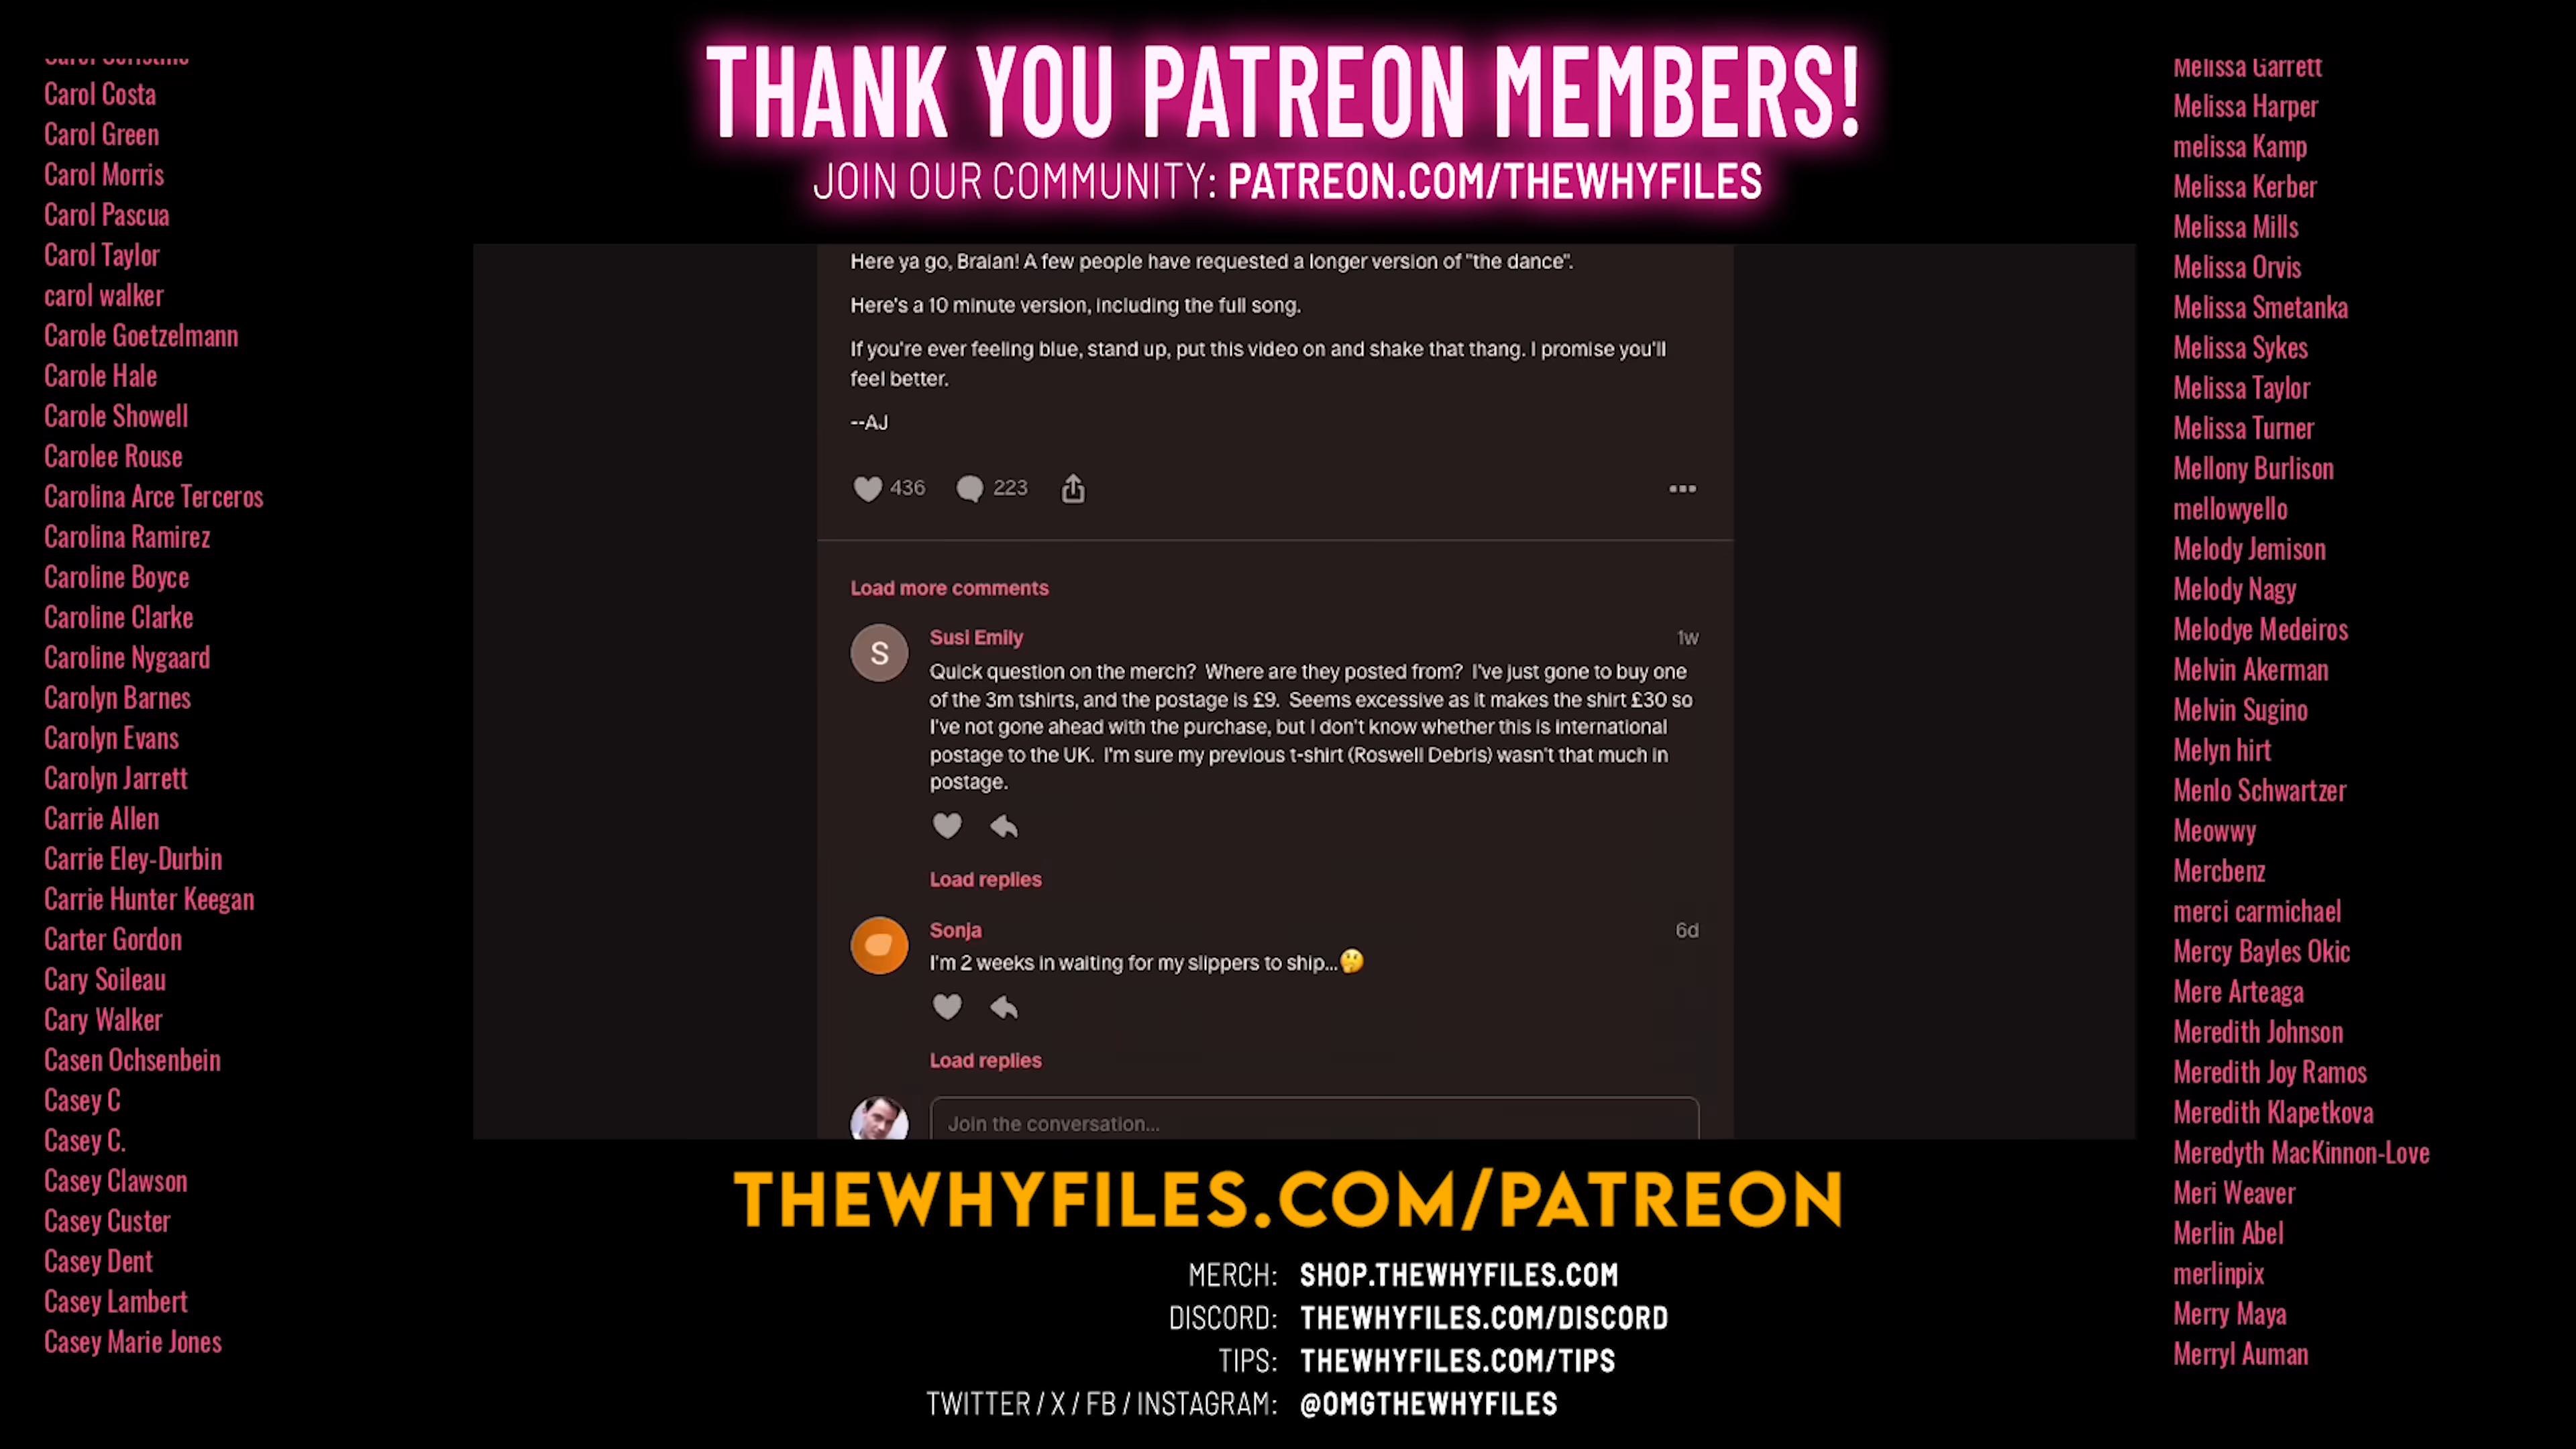 THANK YOU PATREON MEMBERS!
JOIN OUR COMMUNITY: PATREON.COM/THEWHYFILES
Carol Costa
Carol Green
Carol Morris
Carol Pascua
Carol Taylor
carol walker
Carole Goetzelmann
Carole Hale
Carole Showell
Carolee Rouse
Carolina Arce Terceros
Carolina Ramirez
Caroline Boyce
Caroline Clarke
Caroline Nygaard
Carolyn Barnes
Carolyn Evans
Carolyn Jarrett
Carrie Allen
Carrie Eley-Durbin
Carrie Hunter Keegan
Carter Gordon
Cary Soileau
Cary Walker
Casen Ochsenbein
Casey C
Casey C.
Casey Clawson
Casey Custer
Casey Dent
Casey Lambert
Casey Marie Jones
Here ya go, Braian! A few people have requested a longer version of "the dance".
Here's a 10 minute version, including the full song.
If you're ever feeling blue, stand up, put this video on and shake that thang. I promise you'll
feel better.
--AJ
436 223
Load more comments
S
Susi Emily 1w
Quick question on the merch? Where are they posted from? I've just gone to buy one
of the 3m tshirts, and the postage is £9. Seems excessive as it makes the shirt £30 so
I've not gone ahead with the purchase, but I don't know whether this is international
postage to the UK. I'm sure my previous t-shirt (Roswell Debris) wasn't that much in
postage.
Load replies
Sonja 6d
I'm 2 weeks in waiting for my slippers to ship...🤔
Load replies
Join the conversation...
THEWHYFILES.COM/PATREON
MERCH: SHOP.THEWHYFILES.COM
DISCORD: THEWHYFILES.COM/DISCORD
TIPS: THEWHYFILES.COM/TIPS
TWITTER / X / FB / INSTAGRAM: @OMGTHEWHYFILES
Melissa Garrett
Melissa Harper
melissa Kamp
Melissa Kerber
Melissa Mills
Melissa Orvis
Melissa Smetanka
Melissa Sykes
Melissa Taylor
Melissa Turner
Mellony Burlison
mellowyello
Melody Jemison
Melody Nagy
Melodye Medeiros
Melvin Akerman
Melvin Sugino
Melyn hirt
Menlo Schwartzer
Meowwy
Mercbenz
merci carmichael
Mercy Bayles Okic
Mere Arteaga
Meredith Johnson
Meredith Joy Ramos
Meredith Klapetkova
Meredyth MacKinnon-Love
Meri Weaver
Merlin Abel
merlinpix
Merry Maya
Merryl Auman